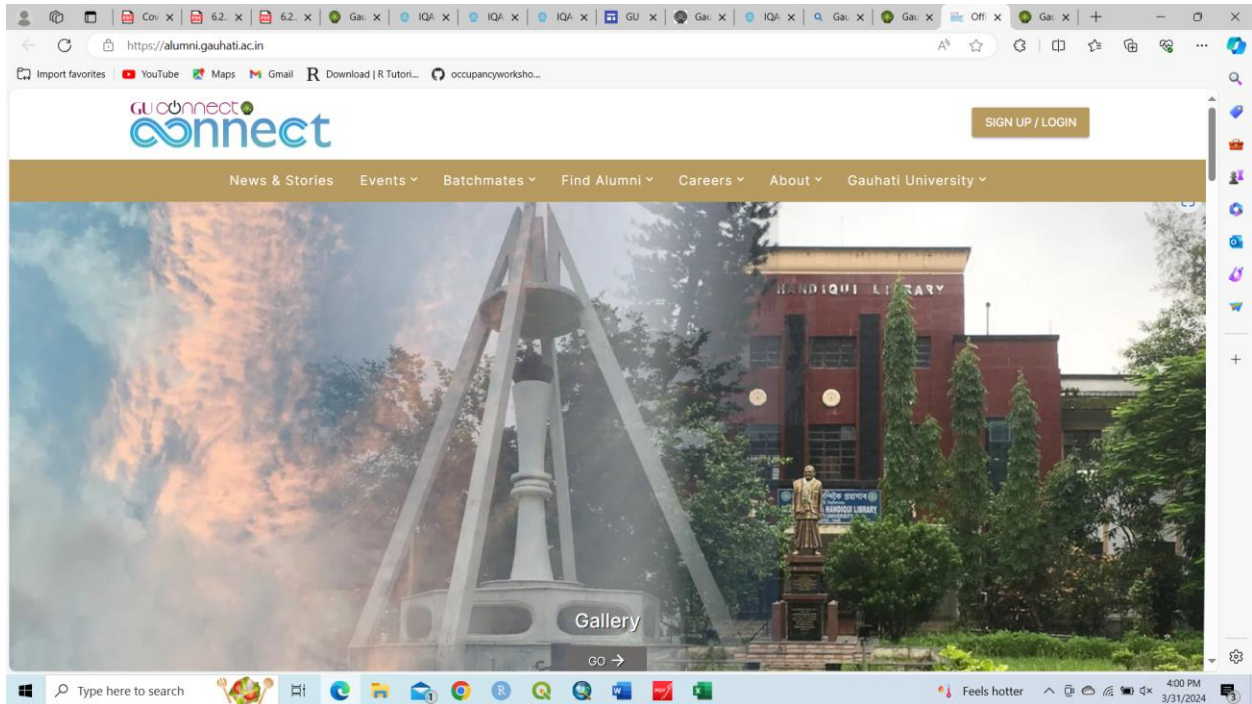 Cov
6.2..
6.2..
Gau
IQA
IQA
IQA
GU
Gau
IQA
Gau
Gau
Offi
Gau
https://alumni.gauhati.ac.in
Import favorites YouTube Maps Gmail Download | R Tutori... occupancyworksho...
GU connect
connect
SIGN UP / LOGIN
News & Stories Events Batchmates Find Alumni Careers About Gauhati University
HANDIQUI LIBRARY
HANDIQUI LIBRARY
Gallery
GO →
Type here to search
Feels hotter
4:00 PM
3/31/2024